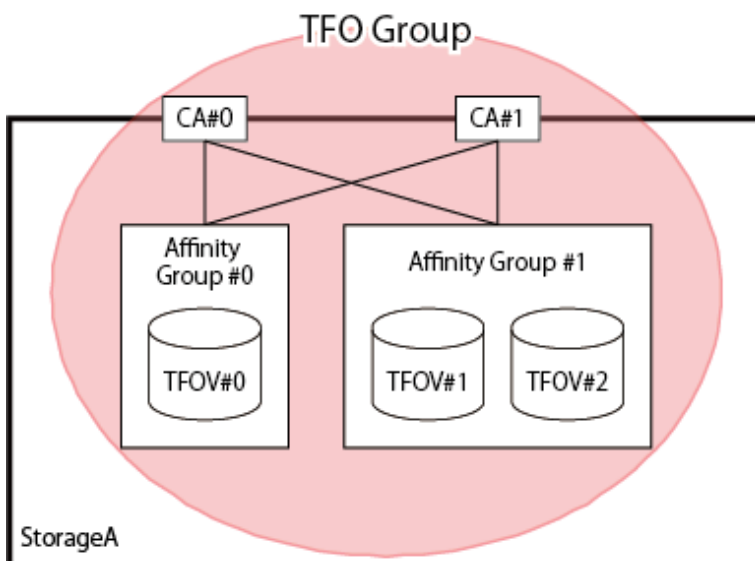 TFO Group
CA#0
CA#1
Affinity
Group #0
Affinity Group #1
TFOV#0
TFOV#1
TFOV#2
StorageA